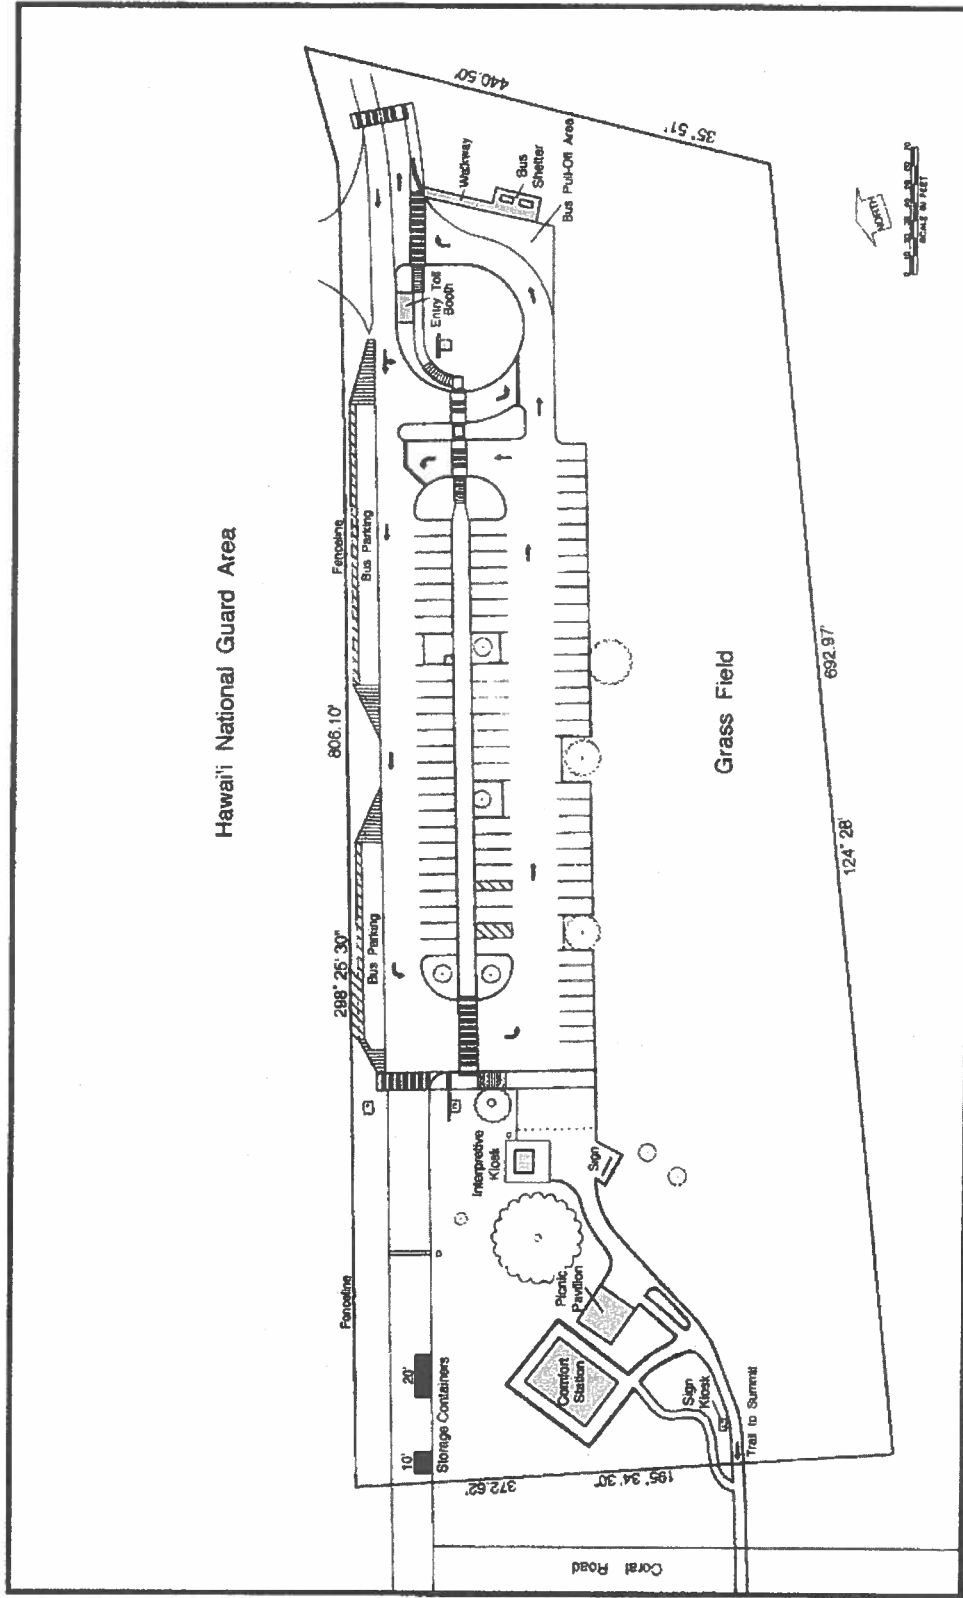 Hawai'i National Guard Area
Fenceline
298° 26' 30"
806.10'
Fenceline
Bus Parking
Bus Parking
10'
20'
Storage Containers
Interpretive
Kiosk
Entry Toll
Booth
Walkway
Bus
Shelter
Bus Pull-Off Area
440.50'
35° 51'
Picnic
Pavilion
Comfort
Station
Sign
Sign
Kiosk
Trail to Summit
372.62'
195° 34' 30"
Coral Road
Grass Field
124° 28'
692.97'
NORTH
SCALE IN FEET